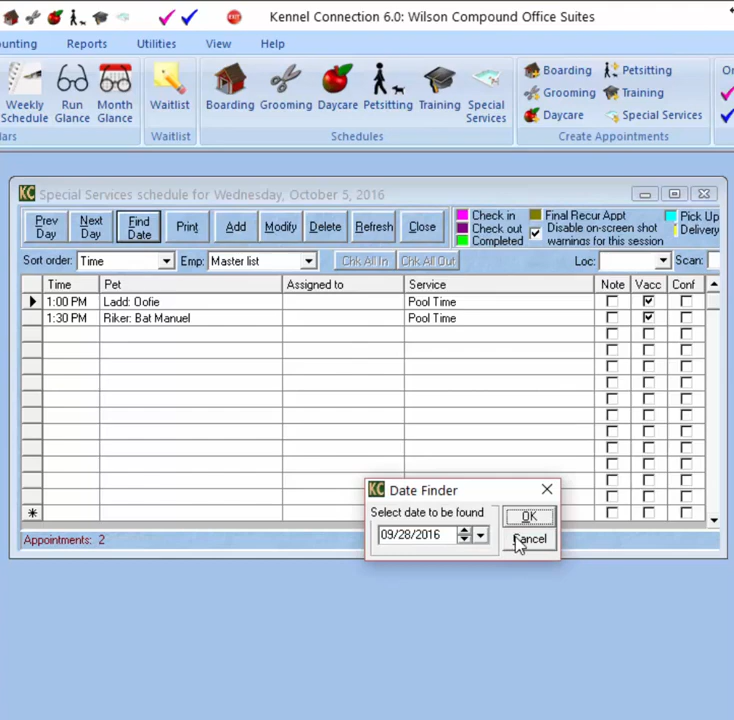 Kennel Connection 6.0: Wilson Compound Office Suites
ounting Reports Utilities View Help
Weekly Schedule
Run Glance
Month Glance
Waitlist
Boarding
Grooming
Daycare
Petsitting
Training
Special Services
Boarding Petsitting
Grooming Training
Daycare Special Services
On
ars
Waitlist
Schedules
Create Appointments
KC Special Services schedule for Wednesday, October 5, 2016
Prev Day
Next Day
Find Date
Print
Add
Modify
Delete
Refresh
Close
Check in
Check out
Completed
Final Recur Appt
Disable on-screen shot
warnings for this session
Pick Up
Delivery
Sort order: Time Emp: Master list Chk All In Chk All Out Loc: Scan:
Time Pet Assigned to Service Note Vacc Conf
1:00 PM Ladd: Oofie Pool Time
1:30 PM Riker: Bat Manuel Pool Time
KC Date Finder
Select date to be found
OK
09/28/2016
Cancel
Appointments: 2